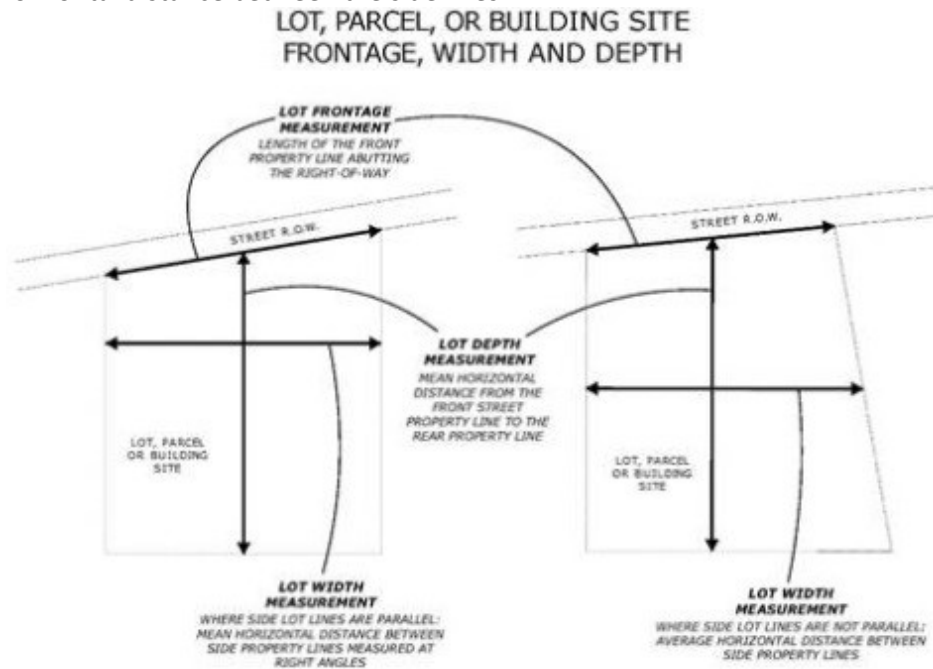 LOT, PARCEL, OR BUILDING SITE
FRONTAGE, WIDTH AND DEPTH
LOT FRONTAGE
MEASUREMENT
LENGTH OF THE FRONT
PROPERTY LINE ABUTTING
THE RIGHT-OF-WAY
STREET R.O.W.
STREET R.O.W.
LOT DEPTH
MEASUREMENT
MEAN HORIZONTAL
DISTANCE FROM THE
FRONT STREET
PROPERTY LINE TO THE
REAR PROPERTY LINE
LOT, PARCEL
OR BUILDING
SITE
LOT, PARCEL
OR BUILDING
SITE
LOT WIDTH
MEASUREMENT
WHERE SIDE LOT LINES ARE PARALLEL:
MEAN HORIZONTAL DISTANCE BETWEEN
SIDE PROPERTY LINES MEASURED AT
RIGHT ANGLES
LOT WIDTH
MEASUREMENT
WHERE SIDE LOT LINES ARE NOT PARALLEL:
AVERAGE HORIZONTAL DISTANCE BETWEEN
SIDE PROPERTY LINES